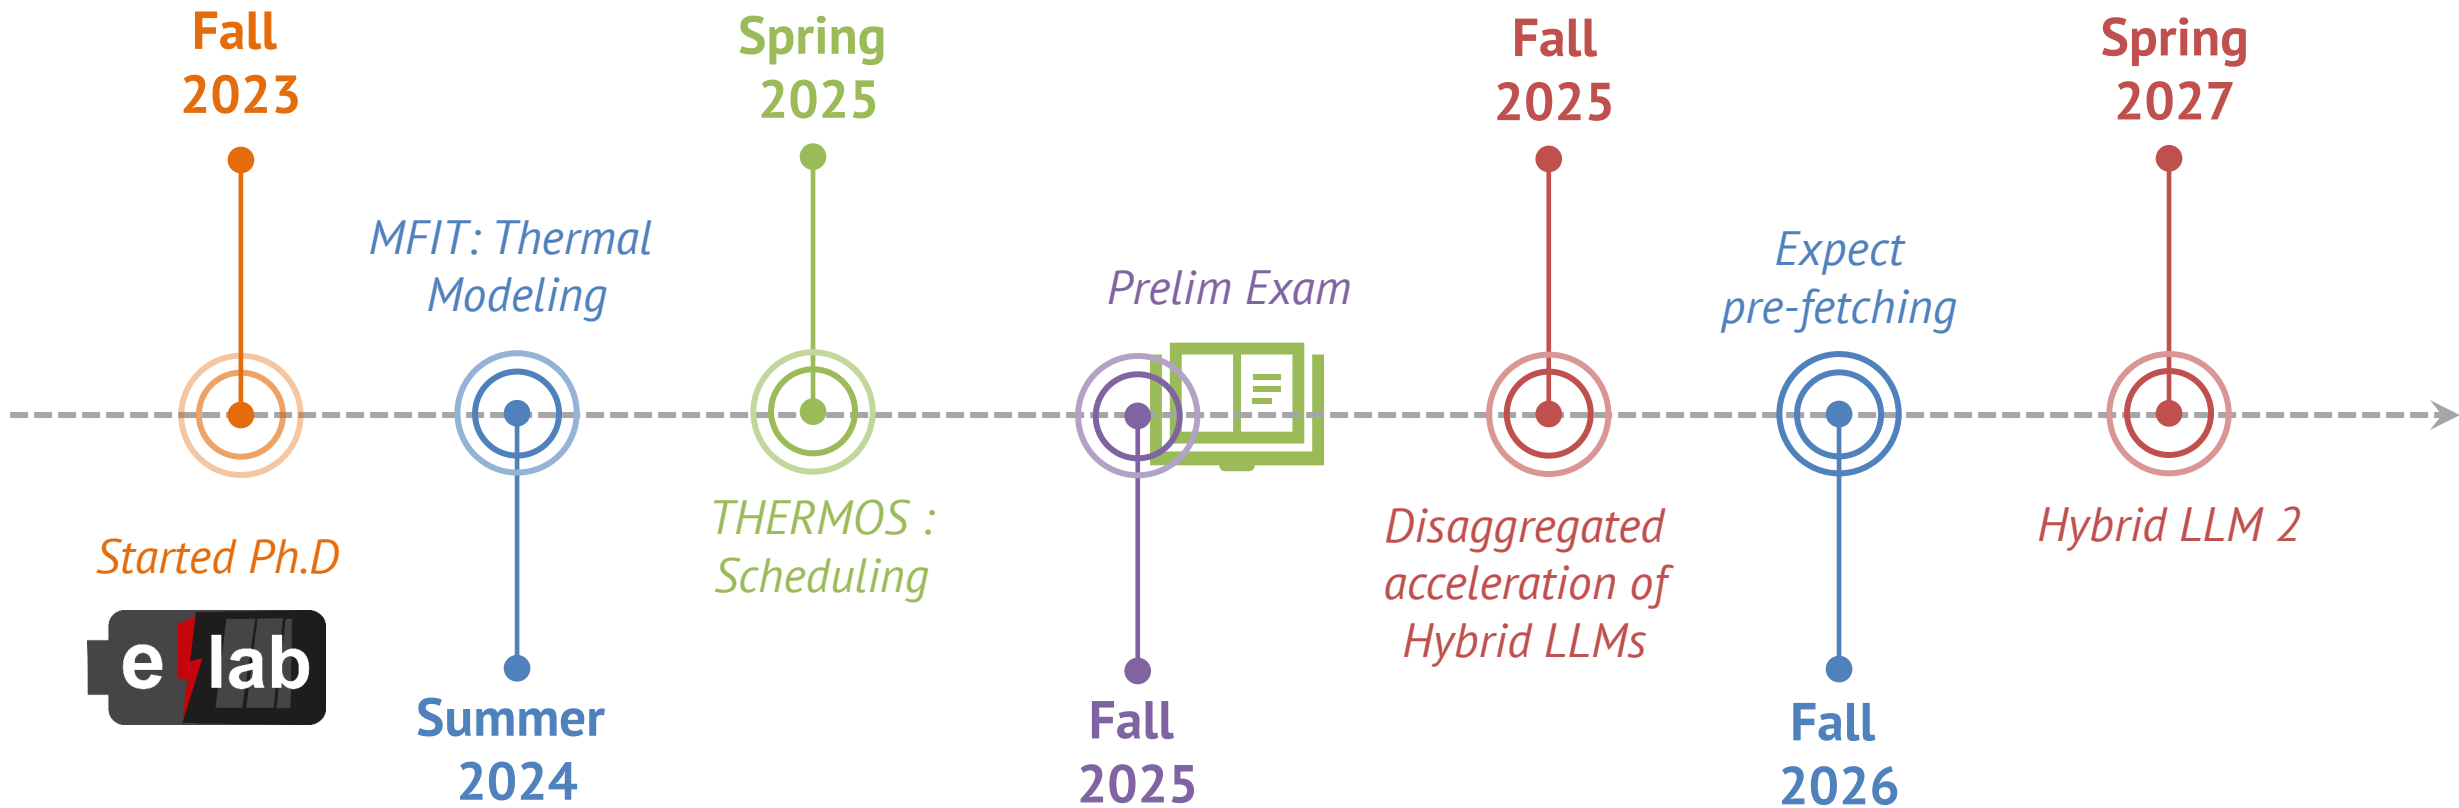 Fall
2023
Started Ph.D
e lab
MFIT: Thermal
Modeling
Summer
2024
Spring
2025
THERMOS :
Scheduling
Prelim Exam
Fall
2025
Fall
2025
Disaggregated
acceleration of
Hybrid LLMs
Expect
pre-fetching
Fall
2026
Spring
2027
Hybrid LLM 2